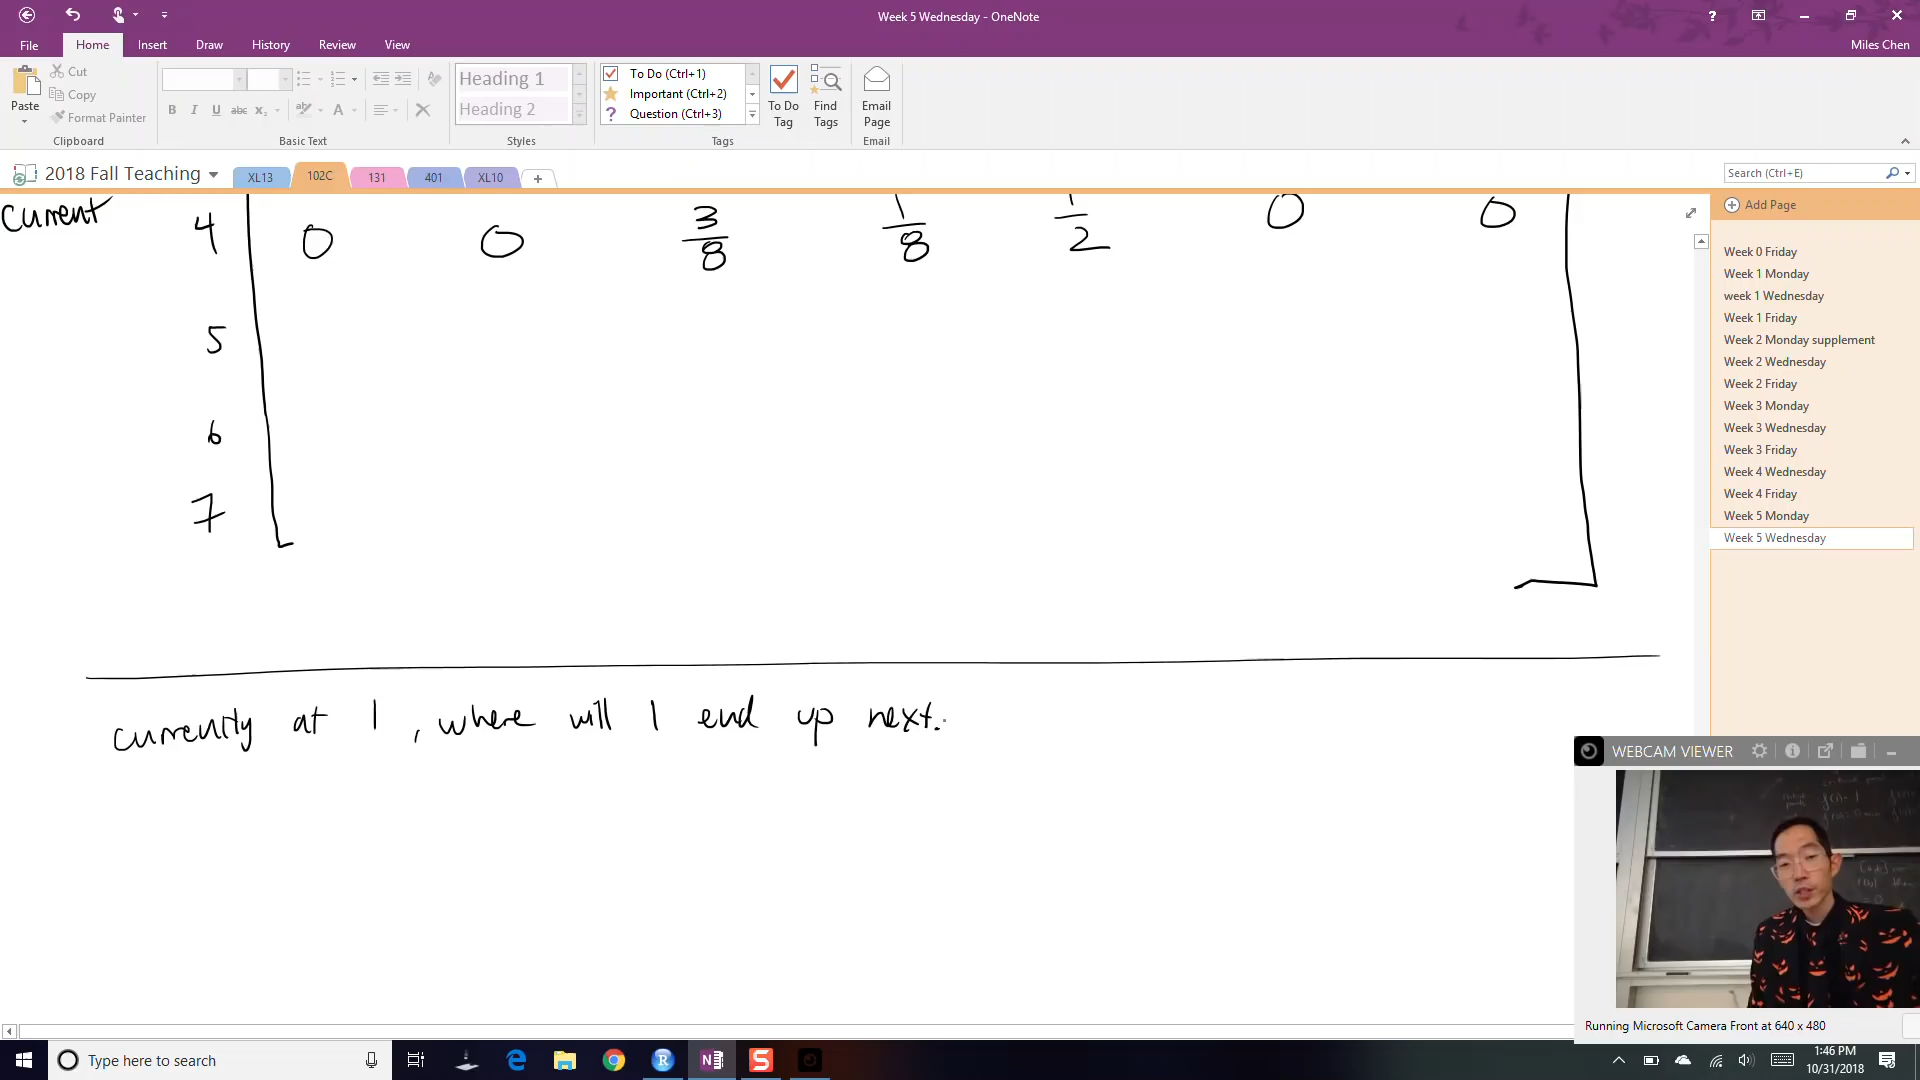 Week 5 Wednesday - OneNote
File Home Insert Draw History Review View Miles Chen
Paste
Cut
Copy
Format Painter
Clipboard
B I U abc x₂ A
Basic Text
Heading 1
Heading 2
Styles
To Do (Ctrl+1)
Important (Ctrl+2)
Question (Ctrl+3)
To Do
Tag
Find
Tags
Tags
Email
Page
Email
2018 Fall Teaching XL13 102C 131 401 XL10 +
Search (Ctrl+E)
Add Page
Week 0 Friday
Week 1 Monday
week 1 Wednesday
Week 1 Friday
Week 2 Monday supplement
Week 2 Wednesday
Week 2 Friday
Week 3 Monday
Week 3 Wednesday
Week 3 Friday
Week 4 Wednesday
Week 4 Friday
Week 5 Monday
Week 5 Wednesday
Current 4 0 0 3/8 1/8 1/2 0 0
5
6
7
currently at 1, where will I end up next.
WEBCAM VIEWER
Running Microsoft Camera Front at 640 x 480
Type here to search
1:46 PM
10/31/2018